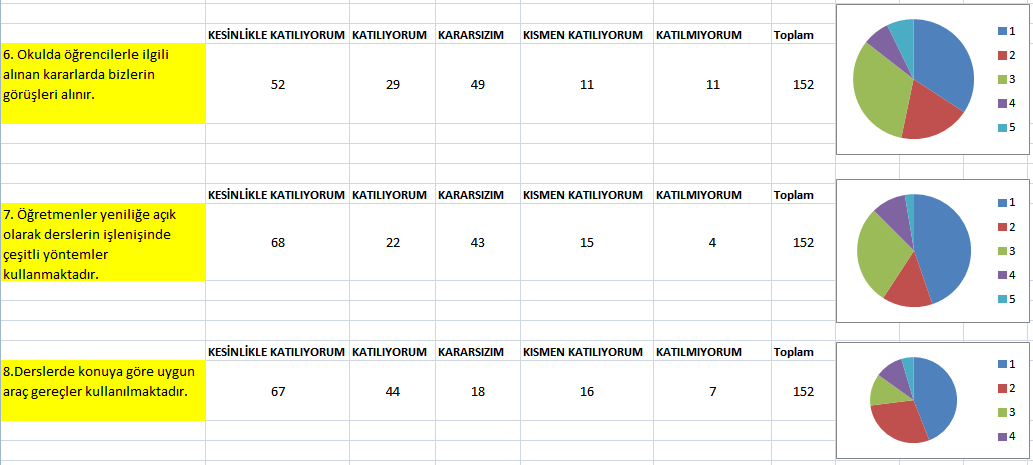 KESİNLİKLE KATILIYORUM KATILIYORUM KARARSIZIM KISMEN KATILIYORUM KATILMIYORUM Toplam
6. Okulda öğrencilerle ilgili
alınan kararlarda bizlerin
görüşleri alınır.
52 29 49 11 11 152
1
2
3
4
5
KESİNLİKLE KATILIYORUM KATILIYORUM KARARSIZIM KISMEN KATILIYORUM KATILMIYORUM Toplam
7. Öğretmenler yeniliğe açık
olarak derslerin işlenişinde
çeşitli yöntemler
kullanmaktadır.
68 22 43 15 4 152
1
2
3
4
5
KESİNLİKLE KATILIYORUM KATILIYORUM KARARSIZIM KISMEN KATILIYORUM KATILMIYORUM Toplam
8.Derslerde konuya göre uygun
araç gereçler kullanılmaktadır.
67 44 18 16 7 152
1
2
3
4